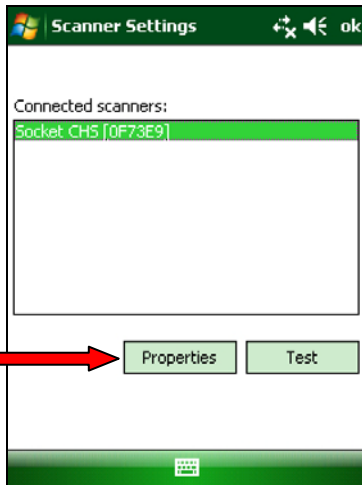 Scanner Settings ok
Connected scanners:
Socket CHS [0F73E9]
Properties Test